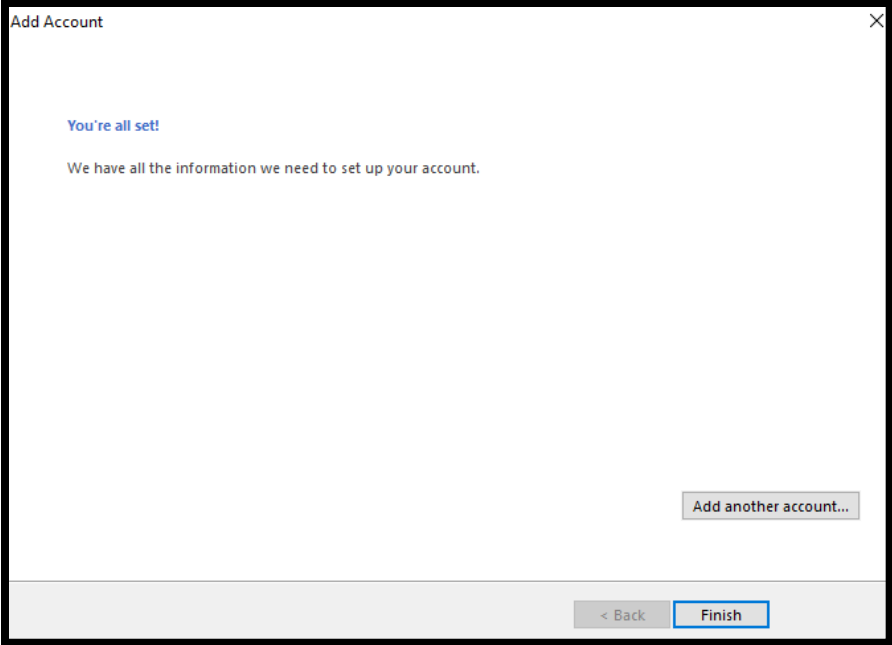 Add Account
You're all set!
We have all the information we need to set up your account.
Add another account...
< Back
Finish